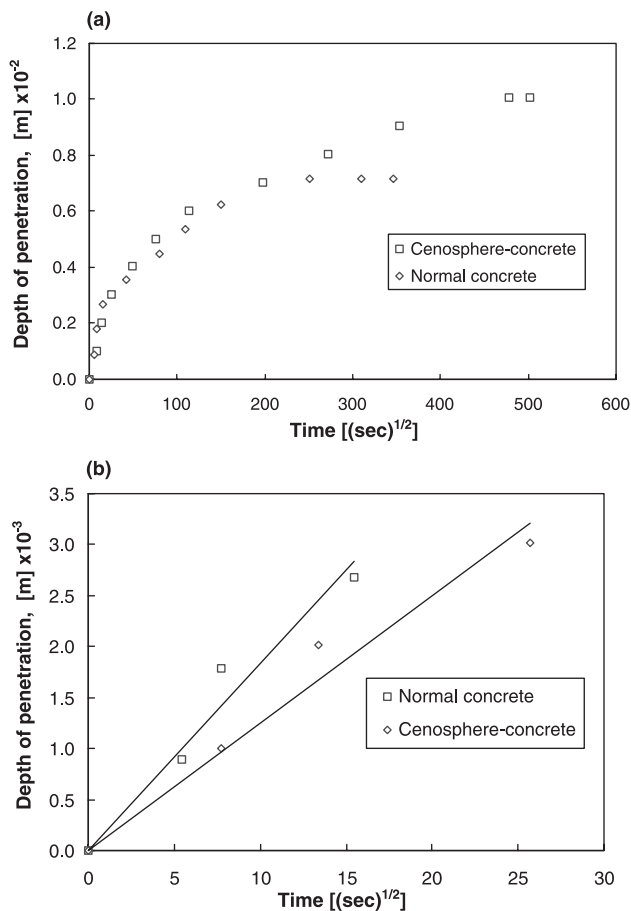 (a)
1.2
1.0
0.8
0.6
0.4
0.2
0.0
Depth of penetration, [m] x10⁻²
Cenosphere-concrete
Normal concrete
0 100 200 300 400 500 600
Time [(sec)¹/²]
(b)
3.5
3.0
2.5
2.0
1.5
1.0
0.5
0.0
Depth of penetration, [m] x10⁻³
Normal concrete
Cenosphere-concrete
0 5 10 15 20 25 30
Time [(sec)¹/²]